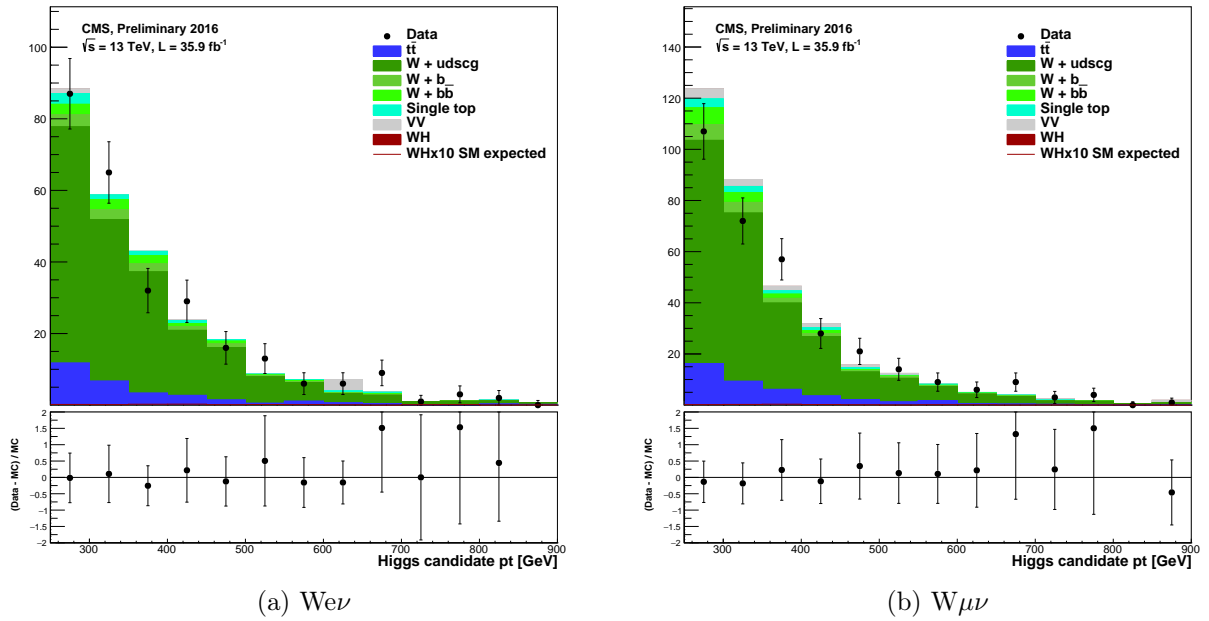 CMS, Preliminary 2016
√s = 13 TeV, L = 35.9 fb⁻¹
Data
tt̄
W + udscg
W + b
W + bb̄
Single top
VV
WH
WHx10 SM expected
100
80
60
40
20
2
1.5
1
0.5
0
−0.5
−1
−1.5
−2
(Data - MC) / MC
300 400 500 600 700 800 900
Higgs candidate pt [GeV]
(a) Weν
CMS, Preliminary 2016
√s = 13 TeV, L = 35.9 fb⁻¹
Data
tt̄
W + udscg
W + b
W + bb̄
Single top
VV
WH
WHx10 SM expected
140
120
100
80
60
40
20
2
1.5
1
0.5
0
−0.5
−1
−1.5
−2
(Data - MC) / MC
300 400 500 600 700 800 900
Higgs candidate pt [GeV]
(b) Wμν